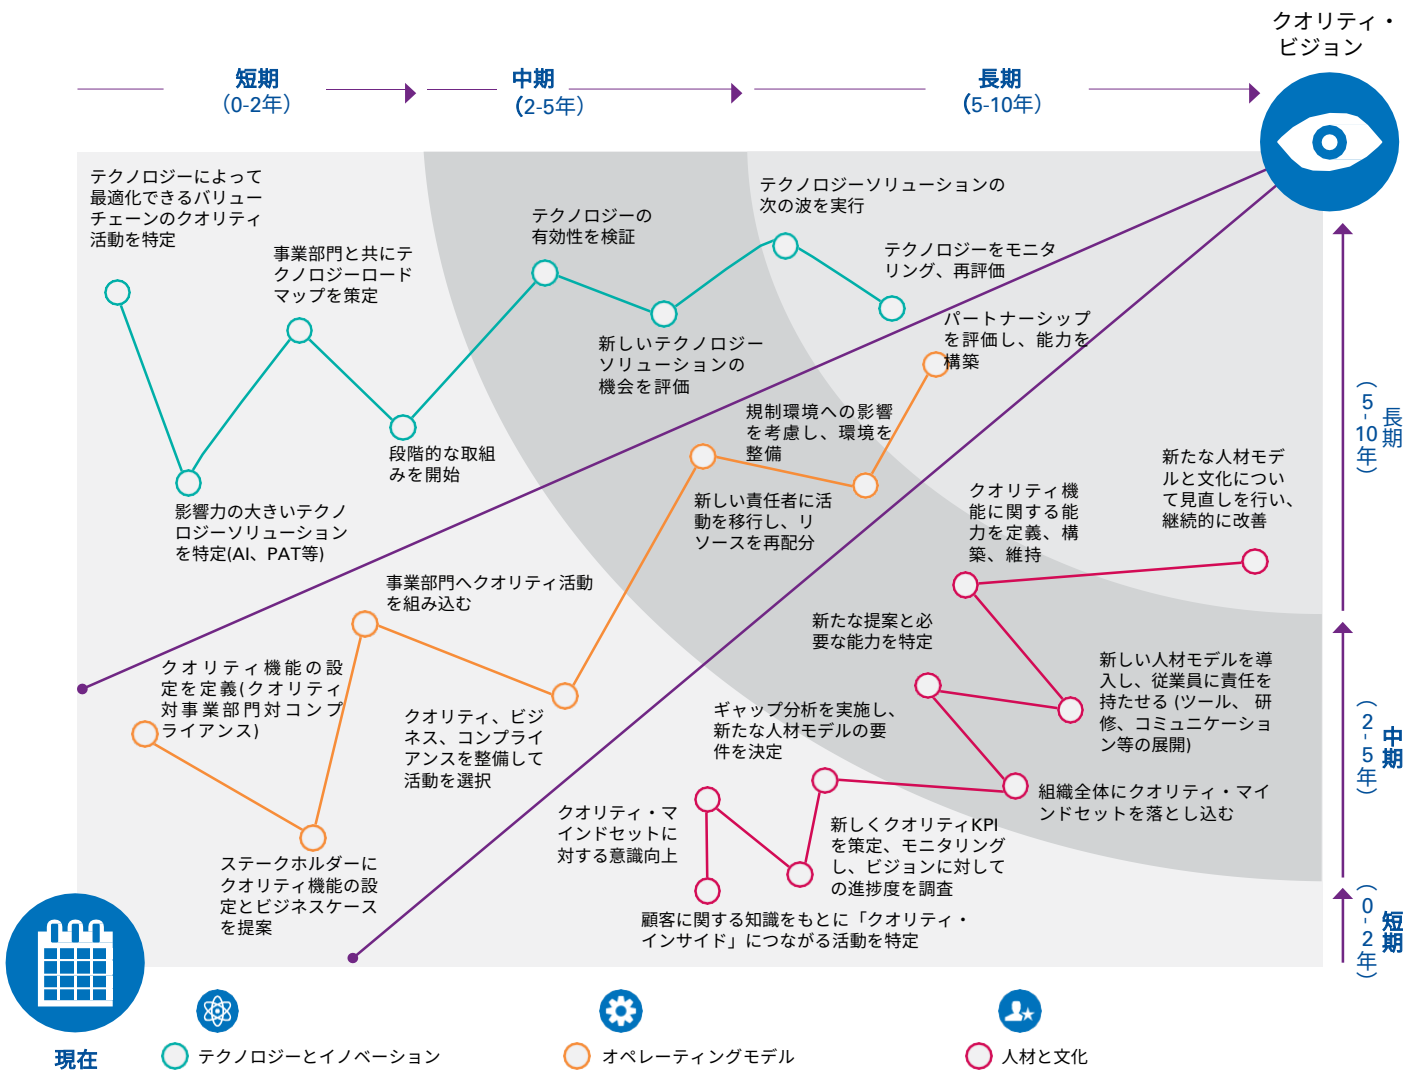 クオリティ・
ビジョン
短期
(0-2年)
中期
(2-5年)
長期
(5-10年)
テクノロジーによって
最適化できるバリュー
チェーンのクオリティ
活動を特定
事業部門と共にテ
クノロジーロード
マップを策定
テクノロジーの
有効性を検証
テクノロジーソリューションの
次の波を実行
テクノロジーをモニタ
リング、再評価
新しいテクノロジー
ソリューションの
機会を評価
段階的な取組
みを開始
影響力の大きいテクノ
ロジーソリューション
を特定(AI、PAT等)
パートナーシップ
を評価し、能力を
構築
規制環境への影響
を考慮し、環境を
整備
新しい責任者に活
動を移行し、リ
ソースを再配分
事業部門へクオリティ活動
を組み込む
クオリティ機能の設
定を定義(クオリティ
対事業部門対コンプ
ライアンス)
クオリティ、ビジ
ネス、コンプライ
アンスを整備して
活動を選択
ステークホルダーに
クオリティ機能の設
定とビジネスケース
を提案
クオリティ機
能に関する能
力を定義、構
築、維持
新たな人材モデ
ルと文化につい
て見直しを行い、
継続的に改善
新たな提案と必
要な能力を特定
新しい人材モデルを導
入し、従業員に責任を
持たせる (ツール、 研
修、コミュニケーショ
ン等の展開)
ギャップ分析を実施し、
新たな人材モデルの要
件を決定
組織全体にクオリティ・マイ
ンドセットを落とし込む
クオリティ・マ
インドセットに
対する意識向上
新しくクオリティKPI
を策定、モニタリング
し、ビジョンに対して
の進捗度を調査
顧客に関する知識をもとに「クオリティ・
インサイド」につながる活動を特定
長期
(5-10年)
中期
(2-5年)
短期
(0-2年)
現在
テクノロジーとイノベーション
オペレーティングモデル
人材と文化